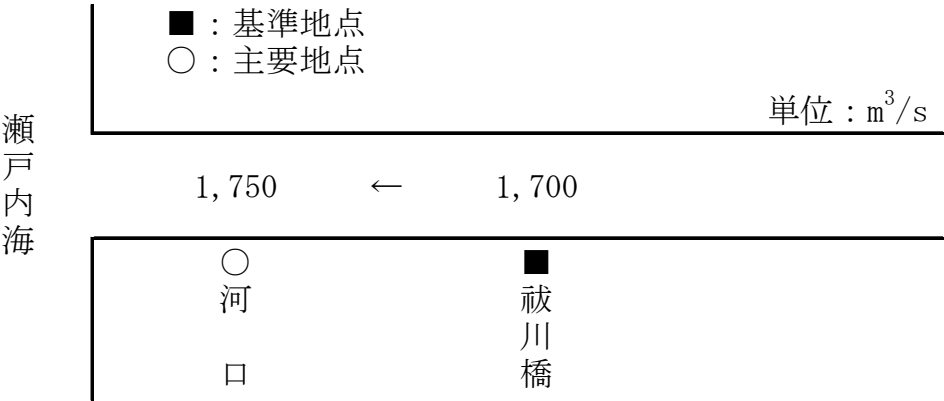 ■：基準地点
○：主要地点
単位：m³/s
瀬戸内海
1,750 ← 1,700
○河口
■祓川橋